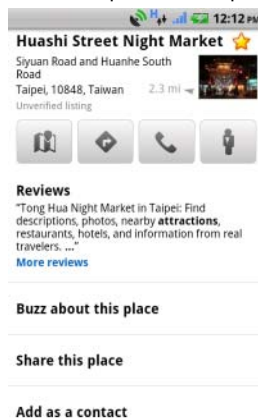 H
12:12 PM
Huashi Street Night Market
Siyuan Road and Huanhe South
Road
Taipei, 10848, Taiwan
2.3 mi
Unverified listing
Reviews
"Tong Hua Night Market in Taipei: Find
descriptions, photos, nearby attractions,
restaurants, hotels, and information from real
travelers. ..."
More reviews
Buzz about this place
Share this place
Add as a contact